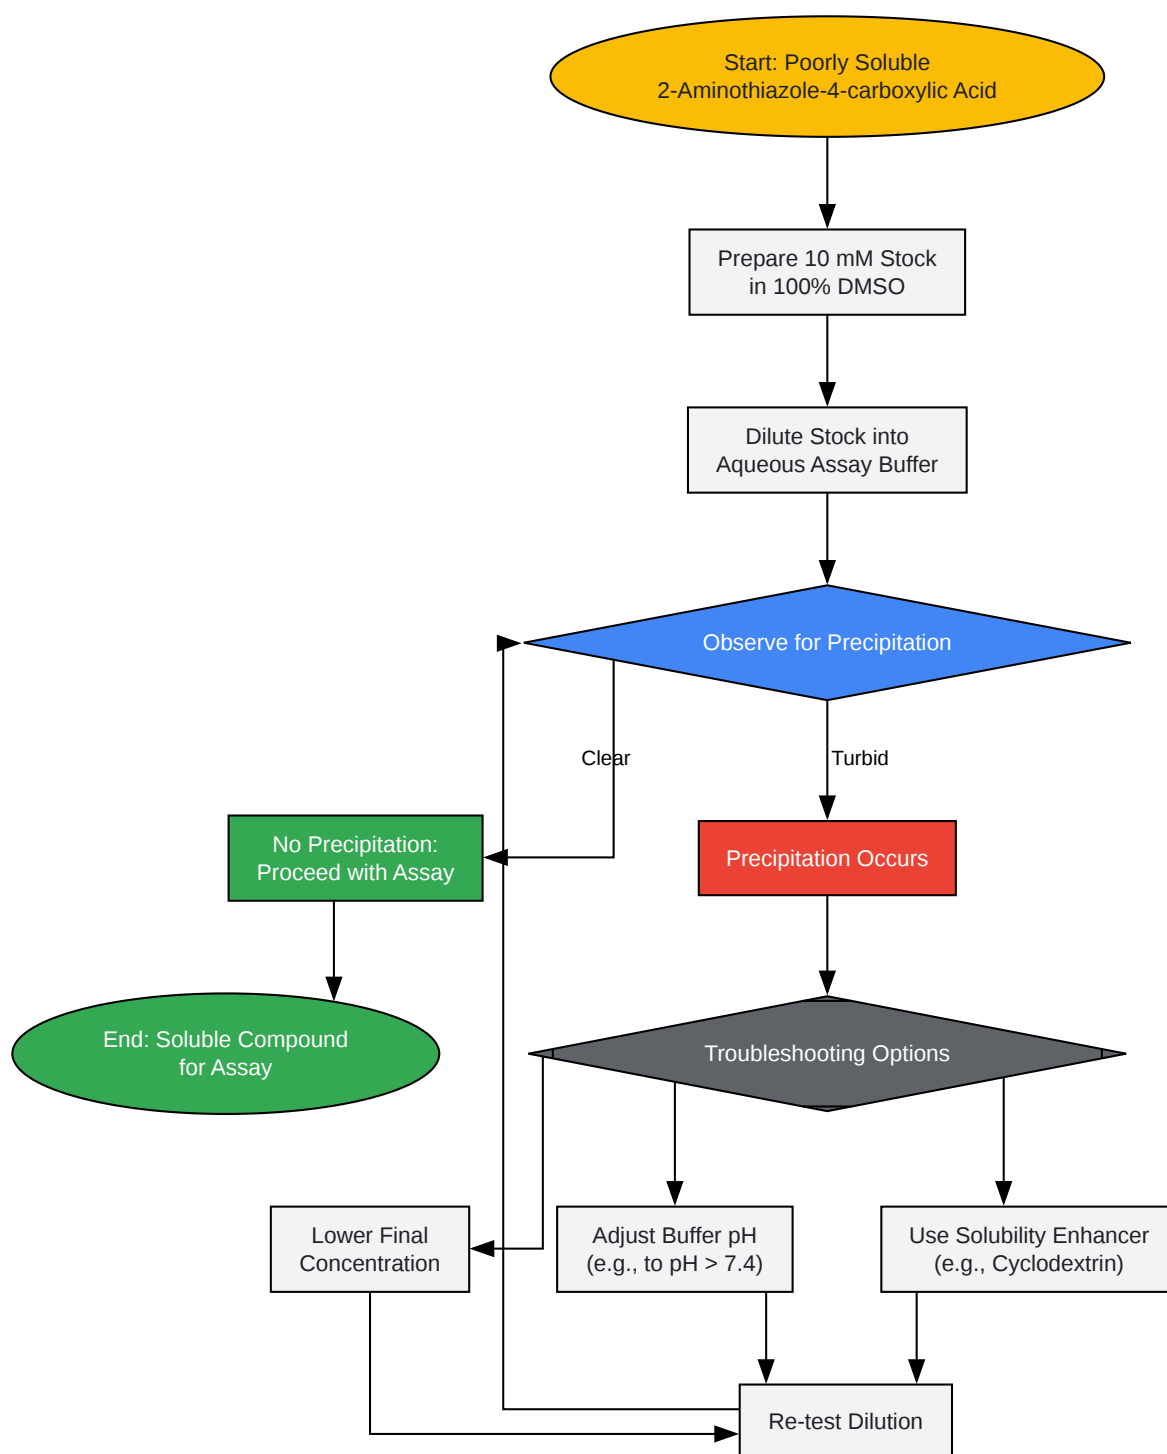 Start: Poorly Soluble
2-Aminothiazole-4-carboxylic Acid
Prepare 10 mM Stock
in 100% DMSO
Dilute Stock into
Aqueous Assay Buffer
Observe for Precipitation
Clear
Turbid
No Precipitation:
Proceed with Assay
Precipitation Occurs
End: Soluble Compound
for Assay
Troubleshooting Options
Lower Final
Concentration
Adjust Buffer pH
(e.g., to pH > 7.4)
Use Solubility Enhancer
(e.g., Cyclodextrin)
Re-test Dilution